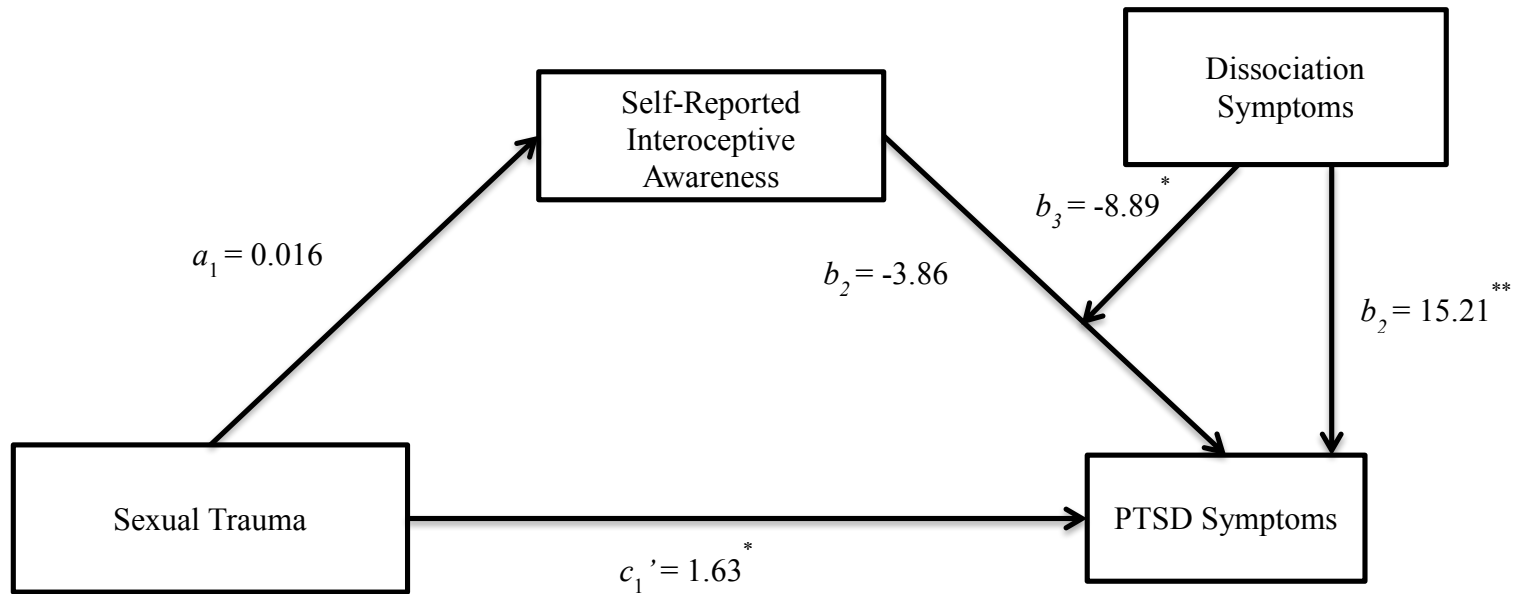 Dissociation
Symptoms
Self-Reported
Interoceptive
Awareness
b3 = -8.89*
a1 = 0.016
b2 = -3.86
b2 = 15.21**
Sexual Trauma
PTSD Symptoms
c1’ = 1.63*